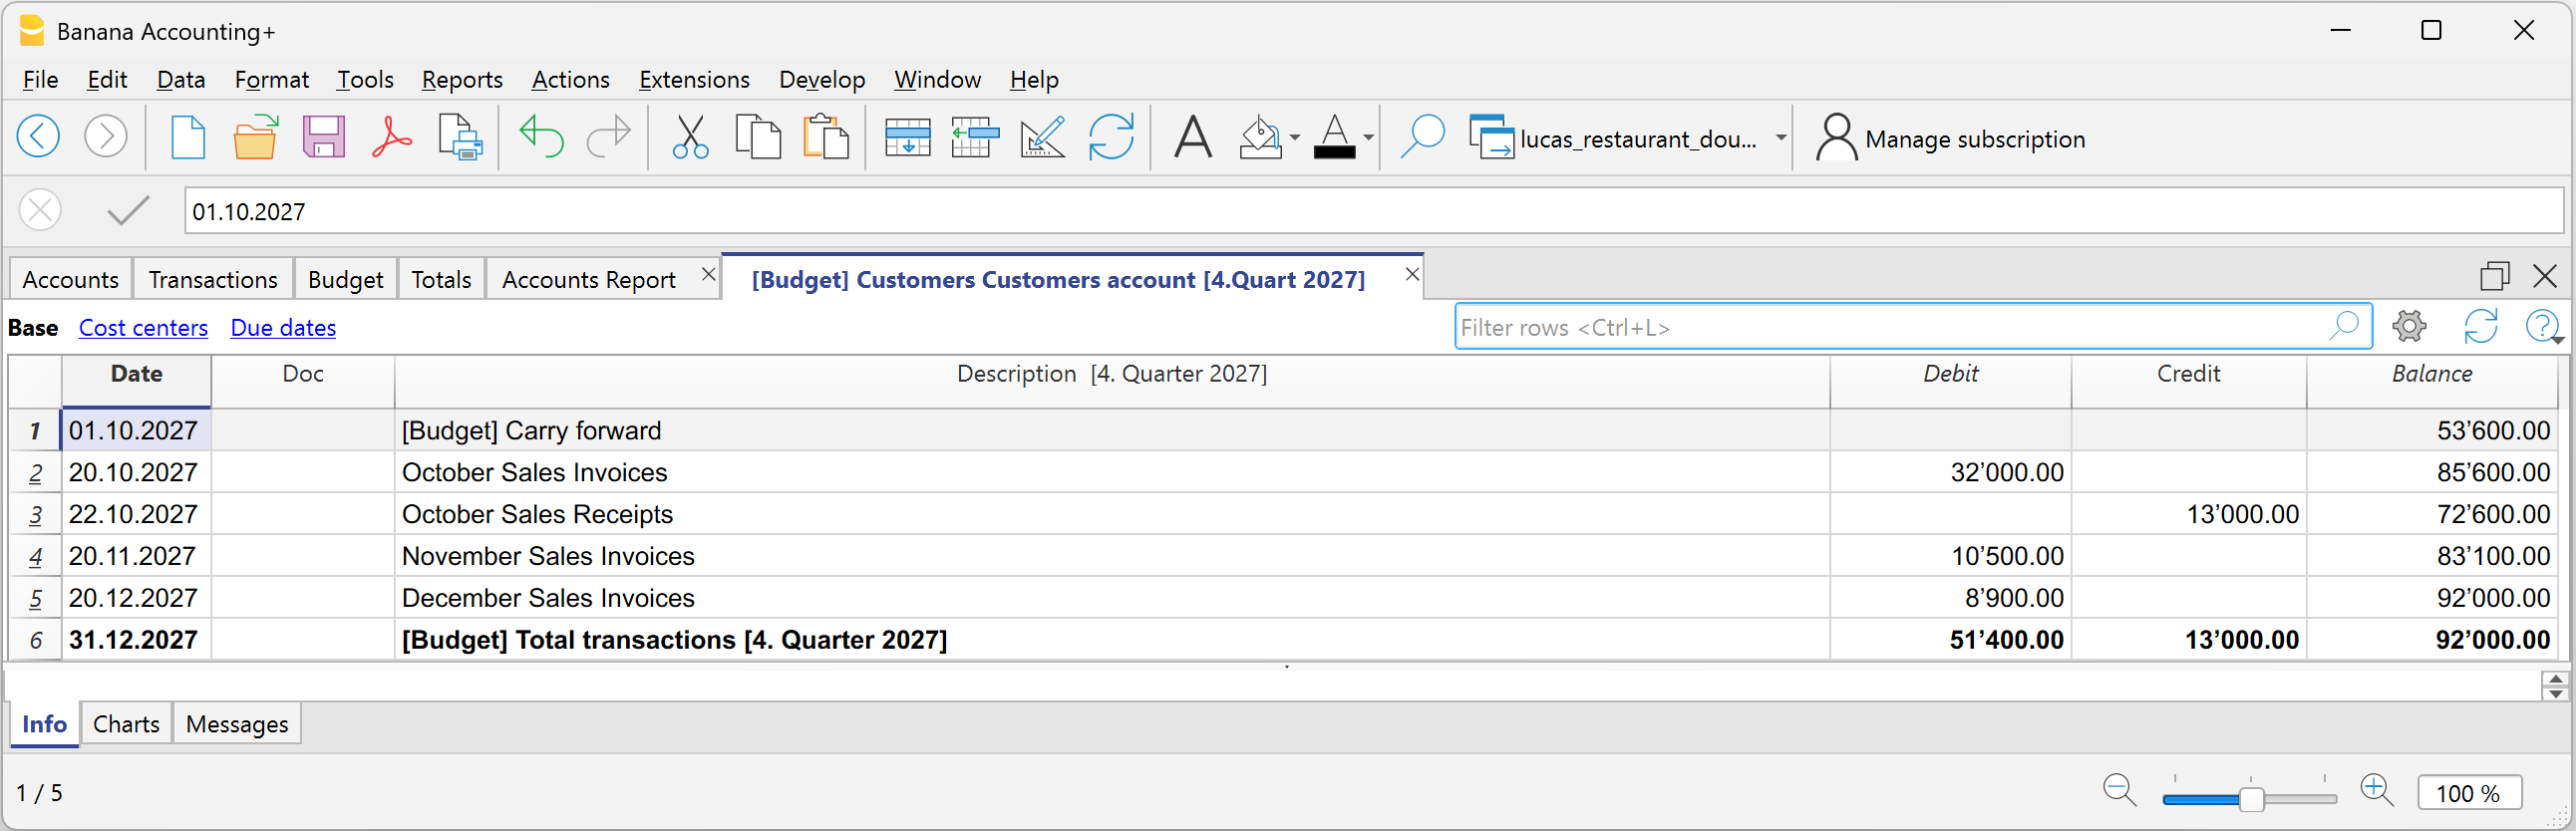 Banana Accounting+
File Edit Data Format Tools Reports Actions Extensions Develop Window Help
lucas_restaurant_dou... Manage subscription
01.10.2027
Accounts Transactions Budget Totals Accounts Report [Budget] Customers Customers account [4.Quart 2027]
Base Cost centers Due dates Filter rows <Ctrl+L>
Date Doc Description [4. Quarter 2027] Debit Credit Balance
1 01.10.2027 [Budget] Carry forward 53’600.00
2 20.10.2027 October Sales Invoices 32’000.00 85’600.00
3 22.10.2027 October Sales Receipts 13’000.00 72’600.00
4 20.11.2027 November Sales Invoices 10’500.00 83’100.00
5 20.12.2027 December Sales Invoices 8’900.00 92’000.00
6 31.12.2027 [Budget] Total transactions [4. Quarter 2027] 51’400.00 13’000.00 92’000.00
Info Charts Messages
1 / 5 100 %